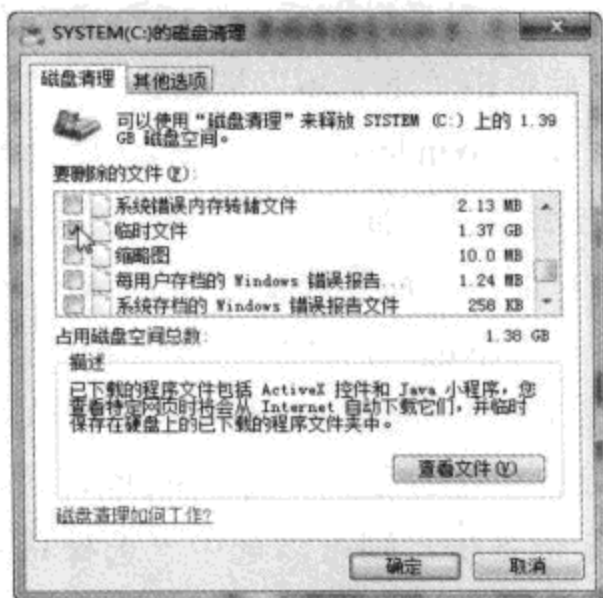 SYSTEM(C:)的磁盘清理
磁盘清理 其他选项
可以使用“磁盘清理”来释放 SYSTEM (C:) 上的 1.39
GB 磁盘空间。
要删除的文件(F):
系统错误内存转储文件 2.13 MB
临时文件 1.37 GB
缩略图 10.0 MB
每用户存档的 Windows 错误报告... 1.24 MB
系统存档的 Windows 错误报告文件 258 KB
占用磁盘空间总数: 1.38 GB
描述
已下载的程序文件包括 ActiveX 控件和 Java 小程序，您
查看特定网页时将会从 Internet 自动下载它们，并临时
保存在硬盘上的已下载的程序文件夹中。
查看文件(V)
磁盘清理如何工作?
确定 取消